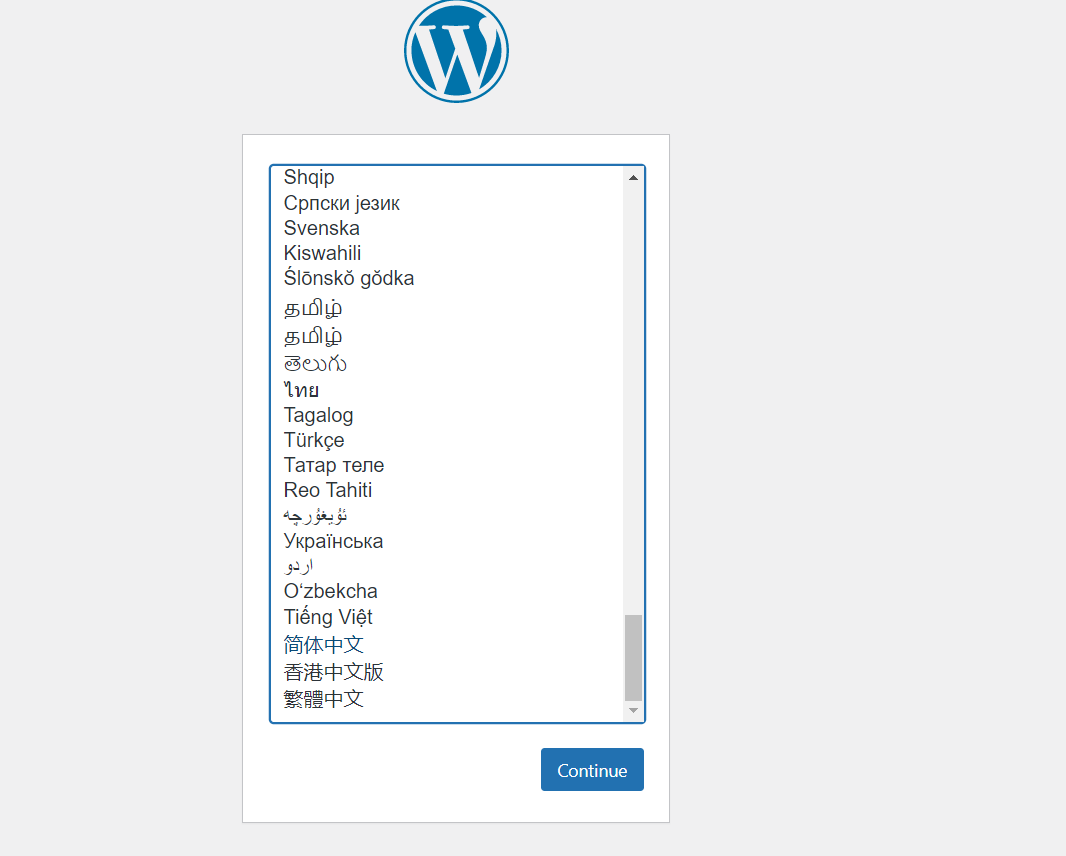 Shqip
Српски језик
Svenska
Kiswahili
Ślōnskŏ gŏdka
தமிழ்
தமிழ்
తెలుగు
ไทย
Tagalog
Türkçe
Татар теле
Reo Tahiti
ئۇيغۇرچە
Українська
اردو
O‘zbekcha
Tiếng Việt
简体中文
香港中文版
繁體中文
Continue